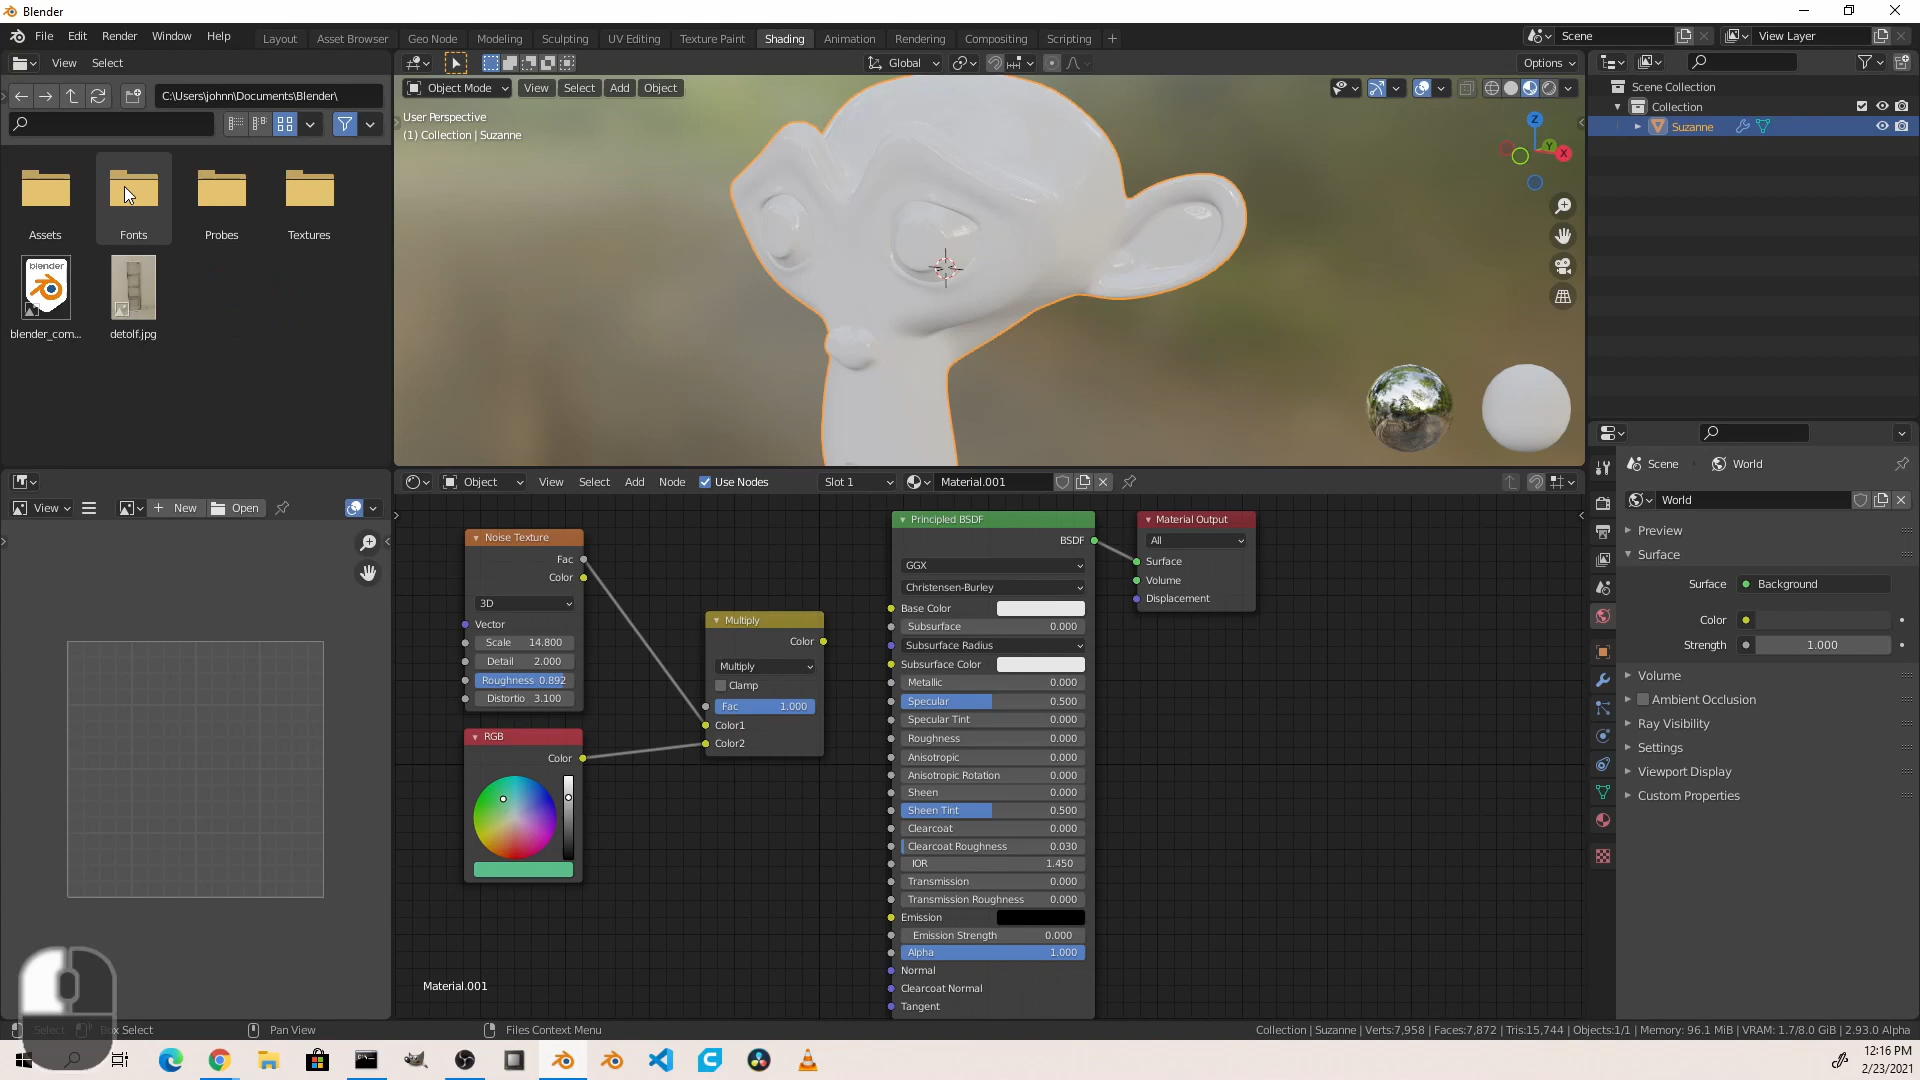 Blender
File Edit Render Window Help
Layout Asset Browser Geo Node Modeling Sculpting UV Editing Texture Paint Shading Animation Rendering Compositing Scripting
Scene
View Layer
View Select
Global
Options
C:\Users\johnn\Documents\Blender\
Object Mode View Select Add Object
User Perspective
(1) Collection | Suzanne
Scene Collection
Collection
Suzanne
Z
Y
X
Assets Fonts Probes Textures
blender
blender_com... detolf.jpg
Scene World
World
Preview
Surface
Surface Background
Color
Strength 1.000
Volume
Ambient Occlusion
Ray Visibility
Settings
Viewport Display
Custom Properties
View New Open
Object View Select Add Node Use Nodes Slot 1 Material.001
Noise Texture
Fac
Color
3D
Vector
Scale 14.800
Detail 2.000
Roughness 0.892
Distortio 3.100
RGB
Color
Multiply
Color
Multiply
Clamp
Fac 1.000
Color1
Color2
Principled BSDF
BSDF
GGX
Christensen-Burley
Base Color
Subsurface 0.000
Subsurface Radius
Subsurface Color
Metallic 0.000
Specular 0.500
Specular Tint 0.000
Roughness 0.000
Anisotropic 0.000
Anisotropic Rotation 0.000
Sheen 0.000
Sheen Tint 0.500
Clearcoat 0.000
Clearcoat Roughness 0.030
IOR 1.450
Transmission 0.000
Transmission Roughness 0.000
Emission
Emission Strength 0.000
Alpha 1.000
Normal
Clearcoat Normal
Tangent
Material Output
All
Surface
Volume
Displacement
Material.001
Select Box Select Pan View Files Context Menu
Collection | Suzanne | Verts:7,958 | Faces:7,872 | Tris:15,744 | Objects:1/1 | Memory: 96.1 MiB | VRAM: 1.7/8.0 GiB | 2.93.0 Alpha
12:16 PM
2/23/2021